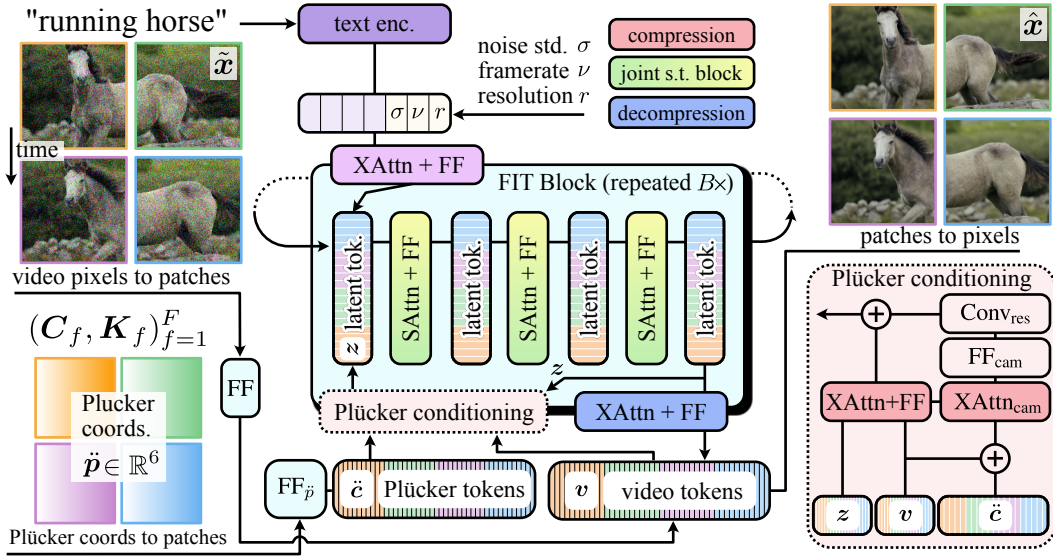 "running horse"
text enc.
x̃
time
video pixels to patches
noise std. σ
framerate ν
resolution r
σ ν r
compression
joint s.t. block
decompression
x̂
patches to pixels
XAttn + FF
FIT Block (repeated B×)
z latent tok.
SAttn + FF
latent tok.
SAttn + FF
latent tok.
SAttn + FF
latent tok.
z
Plücker conditioning
XAttn + FF
(C_f, K_f)^F_{f=1}
Plucker
coords.
p̈ ∈ ℝ⁶
Plücker coords to patches
FF
FF_p̈
c̈ Plücker tokens
v video tokens
Plücker conditioning
+
Conv_res
FF_cam
XAttn+FF
XAttn_cam
+
z
v
c̈